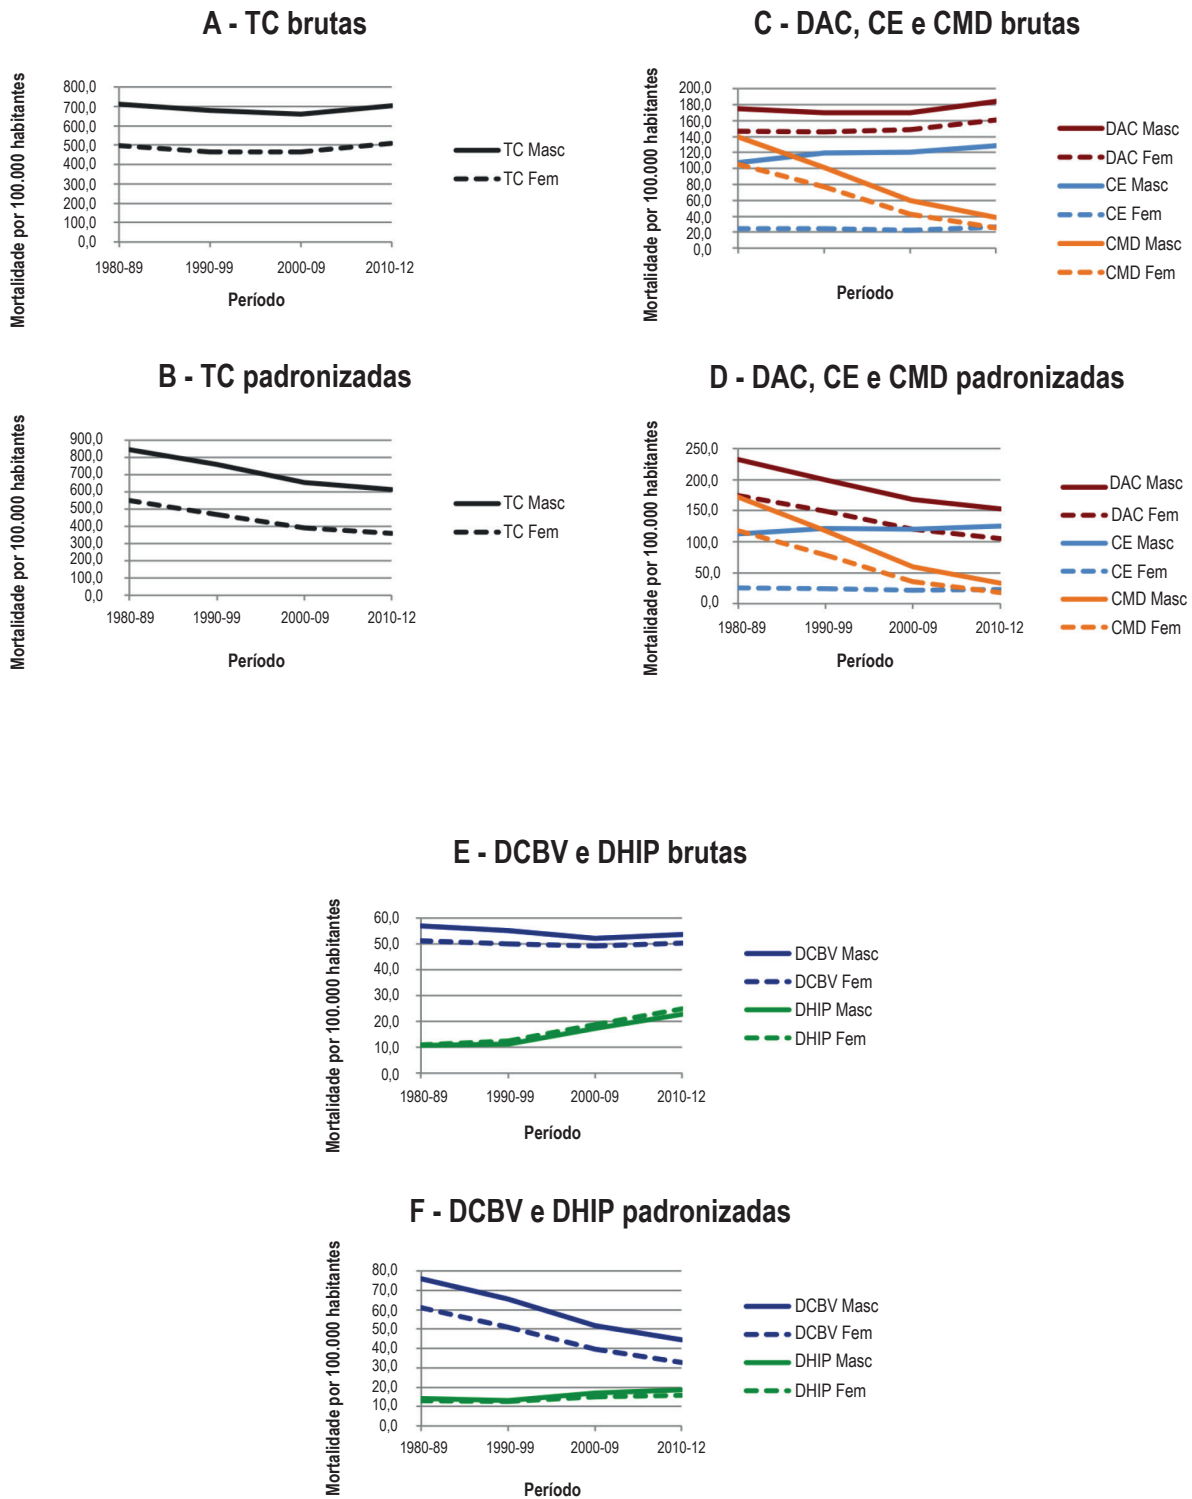 A - TC brutas
Mortalidade por 100.000 habitantes
800,0
700,0
600,0
500,0
400,0
300,0
200,0
100,0
0,0
1980-89 1990-99 2000-09 2010-12
Período
TC Masc
TC Fem
C - DAC, CE e CMD brutas
Mortalidade por 100.000 habitantes
200,0
180,0
160,0
140,0
120,0
100,0
80,0
60,0
40,0
20,0
0,0
Período
DAC Masc
DAC Fem
CE Masc
CE Fem
CMD Masc
CMD Fem
B - TC padronizadas
Mortalidade por 100.000 habitantes
900,0
800,0
700,0
600,0
500,0
400,0
300,0
200,0
100,0
0,0
1980-89 1990-99 2000-09 2010-12
Período
TC Masc
TC Fem
D - DAC, CE e CMD padronizadas
Mortalidade por 100.000 habitantes
250,0
200,0
150,0
100,0
50,0
0,0
1980-89 1990-99 2000-09 2010-12
Período
DAC Masc
DAC Fem
CE Masc
CE Fem
CMD Masc
CMD Fem
E - DCBV e DHIP brutas
Mortalidade por 100.000 habitantes
60,0
50,0
40,0
30,0
20,0
10,0
0,0
1980-89 1990-99 2000-09 2010-12
Período
DCBV Masc
DCBV Fem
DHIP Masc
DHIP Fem
F - DCBV e DHIP padronizadas
Mortalidade por 100.000 habitantes
80,0
70,0
60,0
50,0
40,0
30,0
20,0
10,0
0,0
1980-89 1990-99 2000-09 2010-12
Período
DCBV Masc
DCBV Fem
DHIP Masc
DHIP Fem